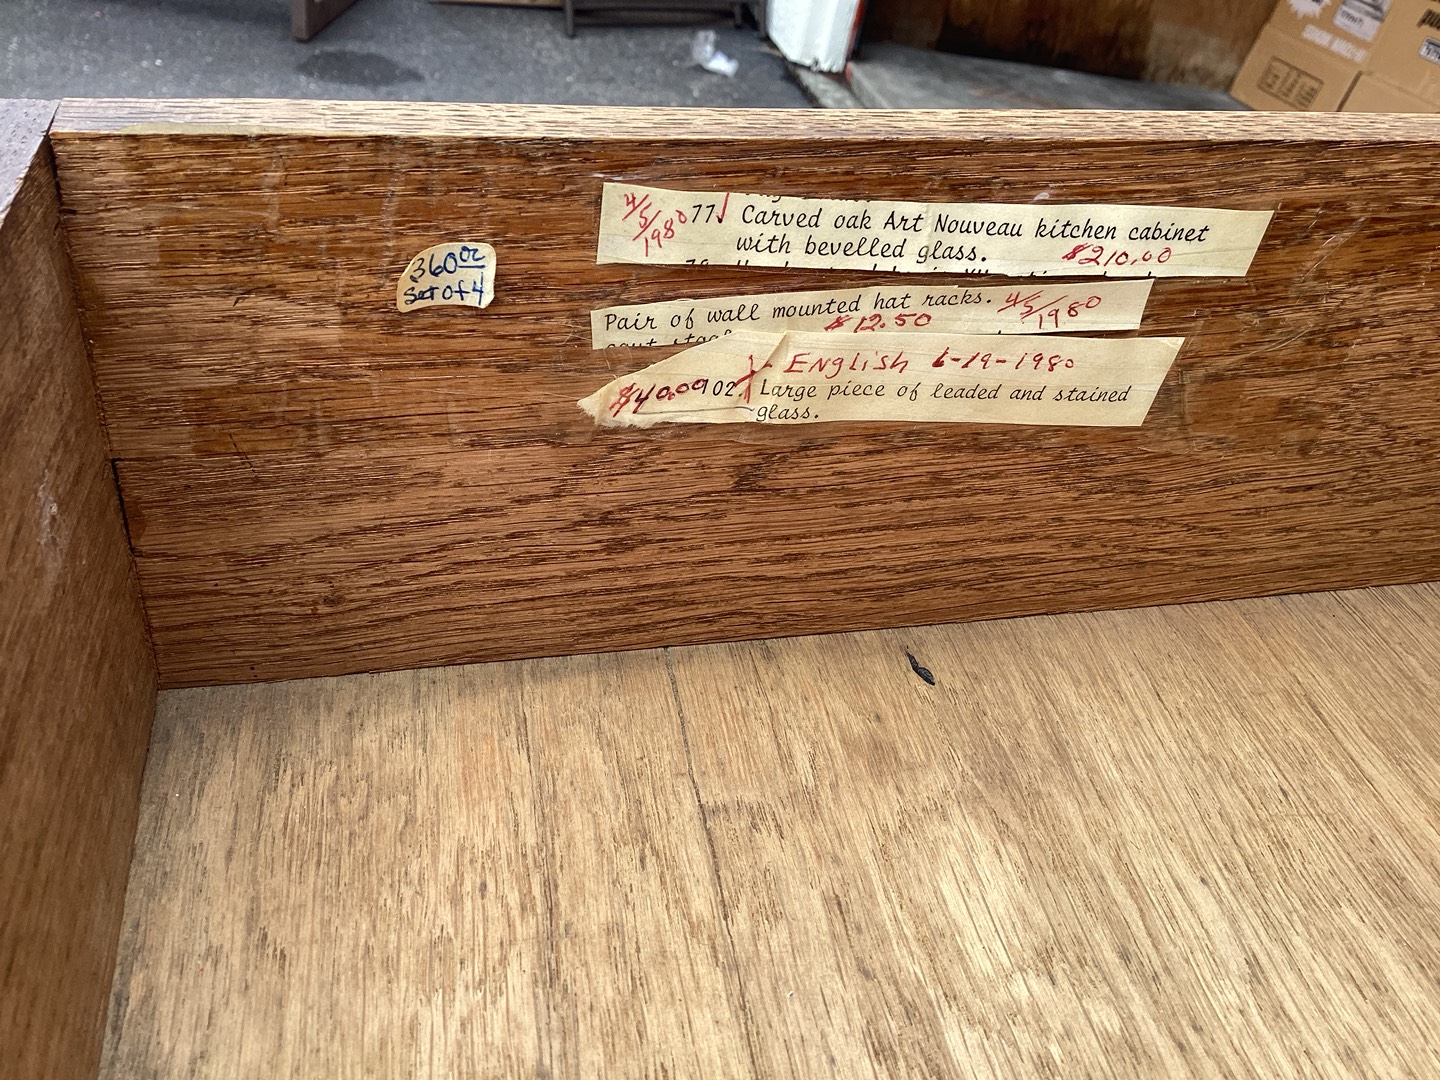 360 00
Set of 4
4/5/1980
77.
Carved oak Art Nouveau kitchen cabinet
with bevelled glass. $210.00
Pair of wall mounted hat racks. 4/5/1980
$12.50
English 6-19-1980
$40.00 902. Large piece of leaded and stained
glass.